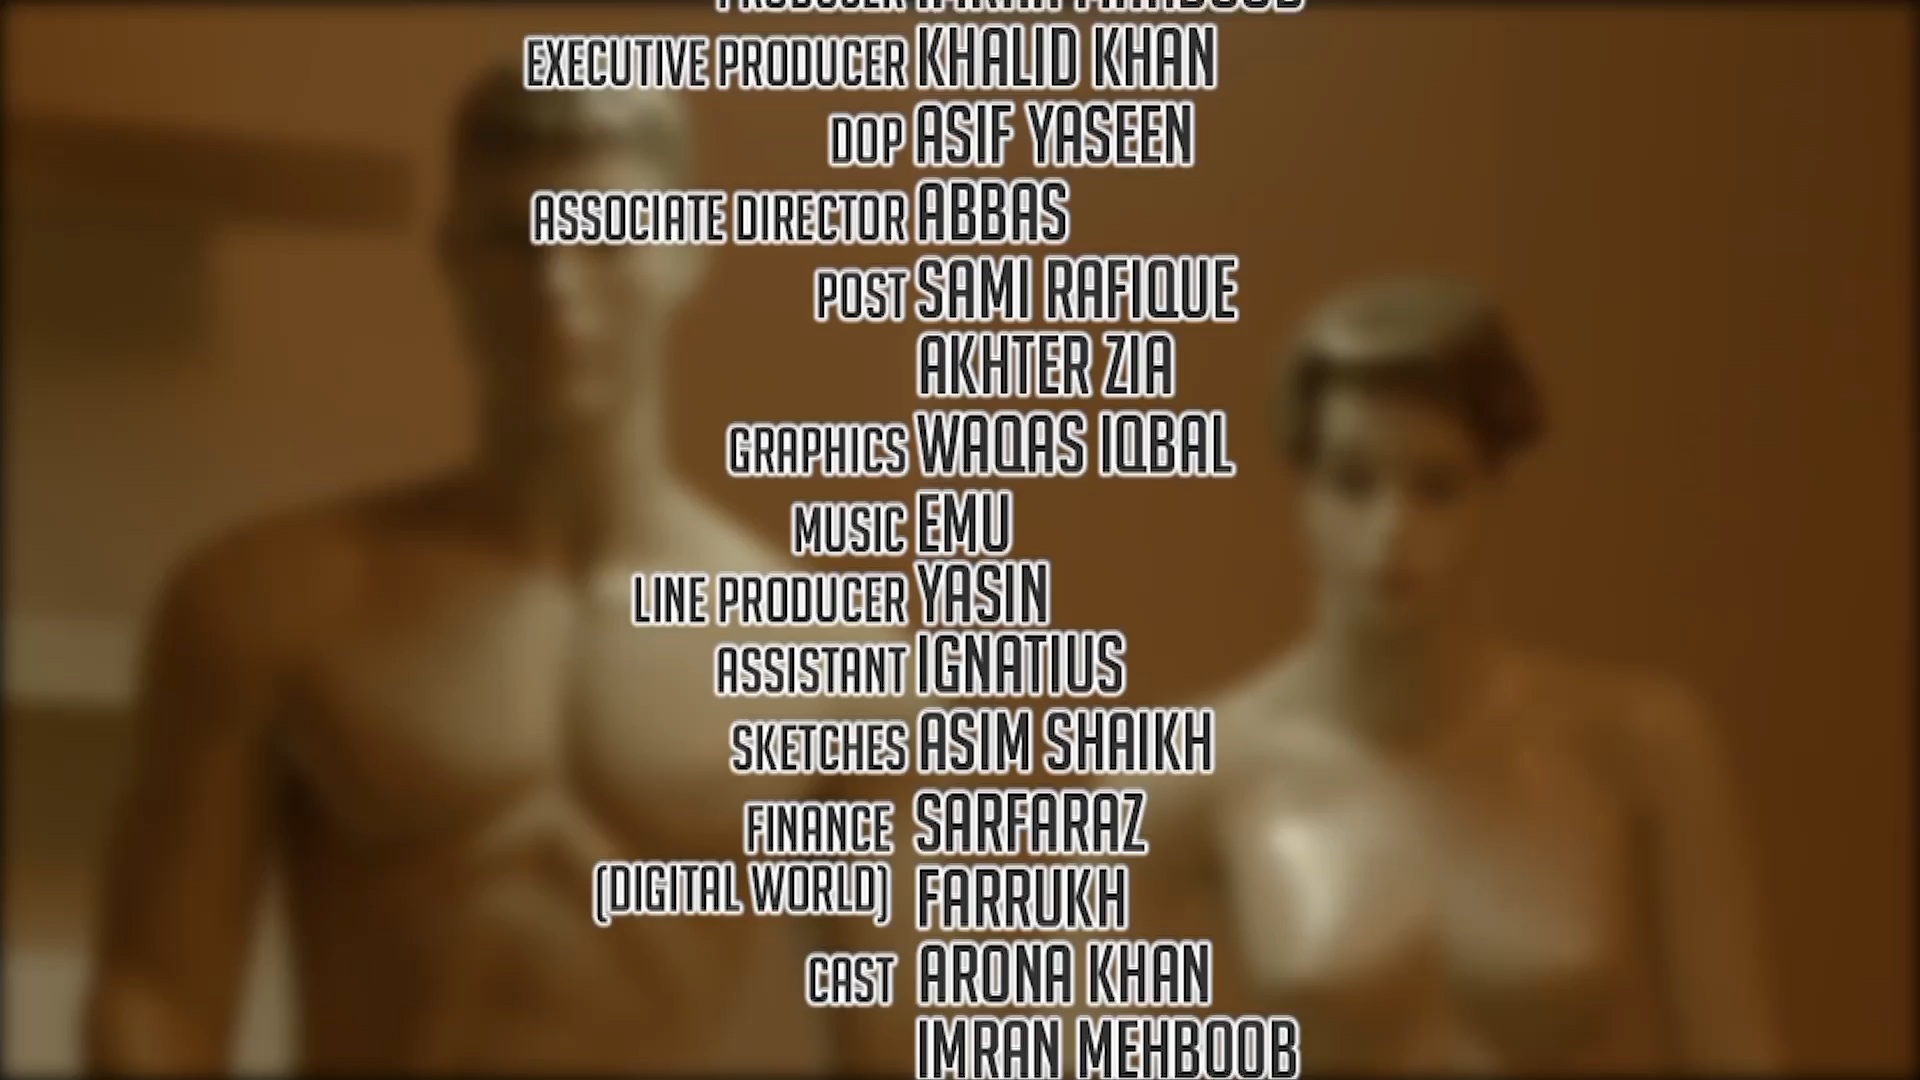 EXECUTIVE PRODUCER KHALID KHAN
DOP ASIF YASEEN
ASSOCIATE DIRECTOR ABBAS
POST SAMI RAFIQUE
AKHTER ZIA
GRAPHICS WAQAS IQBAL
MUSIC EMU
LINE PRODUCER YASIN
ASSISTANT IGNATIUS
SKETCHES ASIM SHAIKH
FINANCE SARFARAZ
(DIGITAL WORLD) FARRUKH
CAST ARONA KHAN
IMRAN MEHBOOB